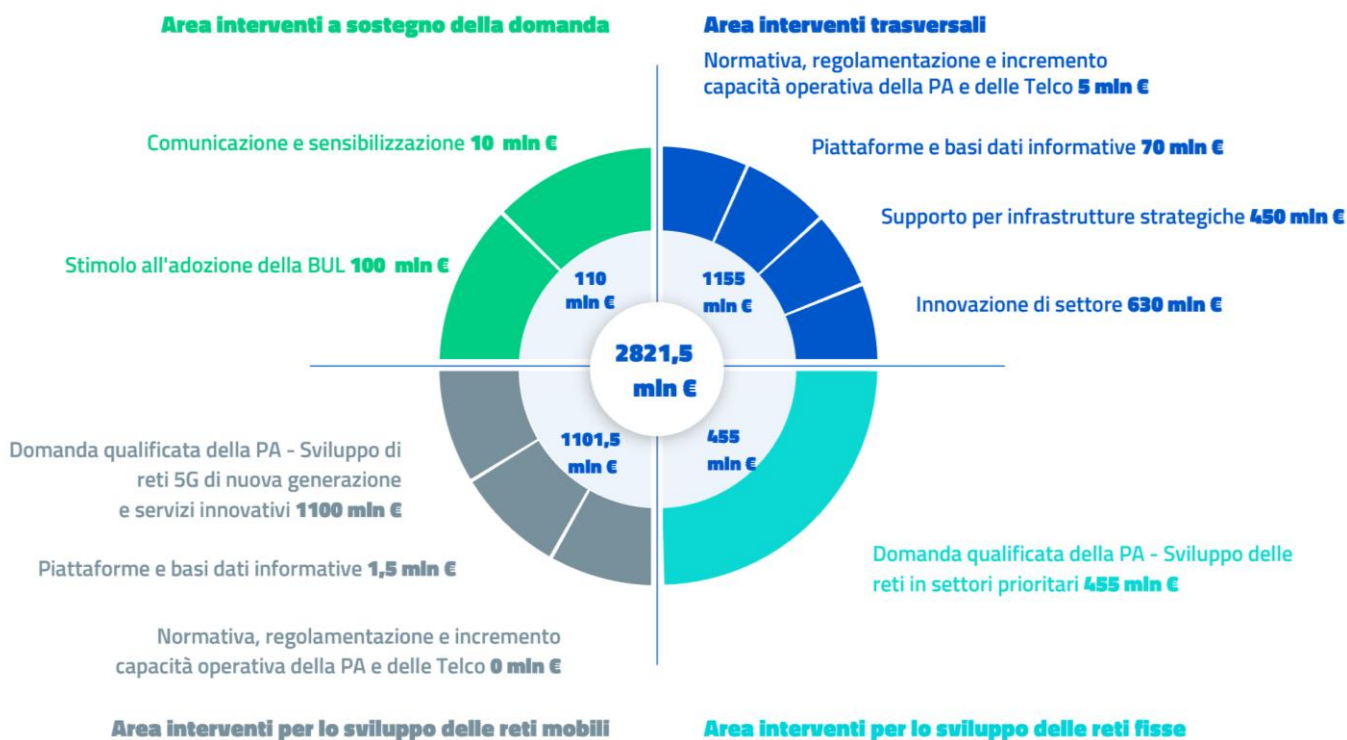 Area interventi a sostegno della domanda
Comunicazione e sensibilizzazione 10 mln €
Stimolo all'adozione della BUL 100 mln €
110
mln €
Area interventi trasversali
Normativa, regolamentazione e incremento
capacità operativa della PA e delle Telco 5 mln €
Piattaforme e basi dati informative 70 mln €
Supporto per infrastrutture strategiche 450 mln €
Innovazione di settore 630 mln €
1155
mln €
2821,5
mln €
1101,5
mln €
Domanda qualificata della PA - Sviluppo di
reti 5G di nuova generazione
e servizi innovativi 1100 mln €
Piattaforme e basi dati informative 1,5 mln €
Normativa, regolamentazione e incremento
capacità operativa della PA e delle Telco 0 mln €
Area interventi per lo sviluppo delle reti mobili
455
mln €
Domanda qualificata della PA - Sviluppo delle
reti in settori prioritari 455 mln €
Area interventi per lo sviluppo delle reti fisse